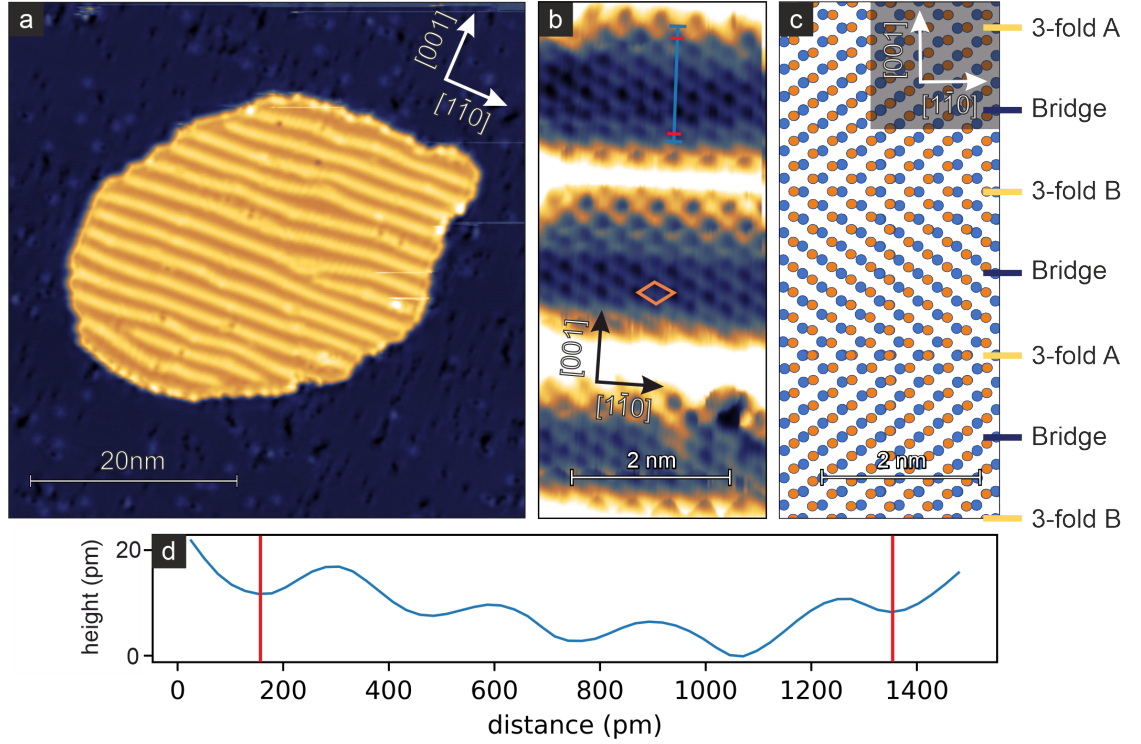 a
[001]
[11̄0]
20nm
b
[001]
[11̄0]
2 nm
c
[001]
[11̄0]
2 nm
3-fold A
Bridge
3-fold B
Bridge
3-fold A
Bridge
3-fold B
d
height (pm)
20
0
0 200 400 600 800 1000 1200 1400
distance (pm)